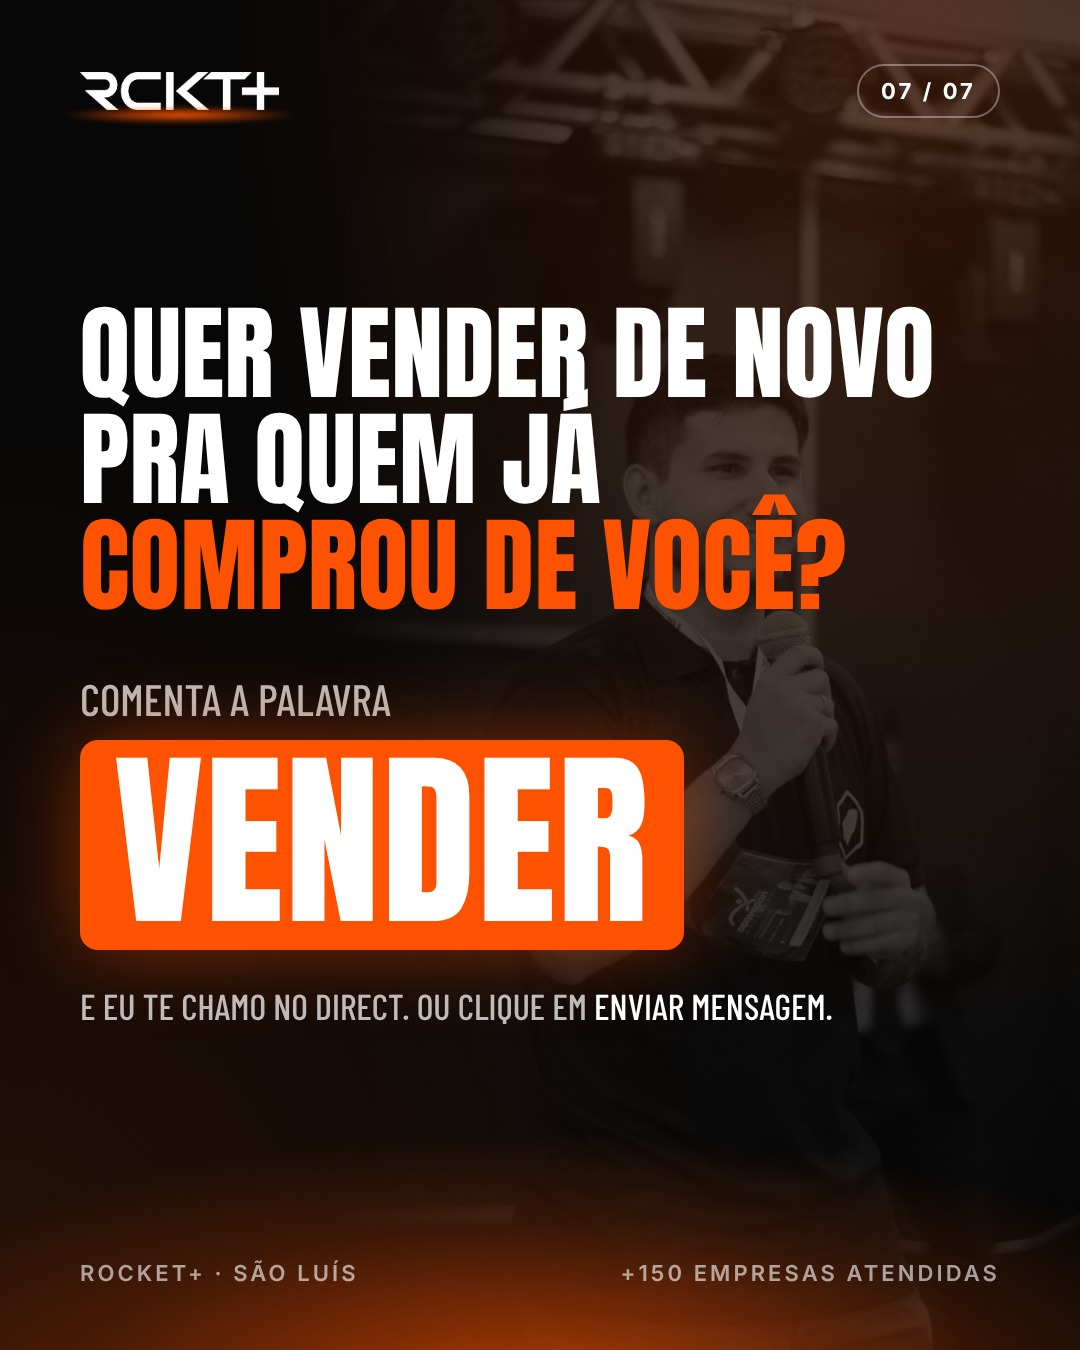 RCKT+
07 / 07
QUER VENDER DE NOVO
PRA QUEM JÁ
COMPROU DE VOCÊ?
COMENTA A PALAVRA
VENDER
E EU TE CHAMO NO DIRECT. OU CLIQUE EM ENVIAR MENSAGEM.
ROCKET+ · SÃO LUÍS
+150 EMPRESAS ATENDIDAS